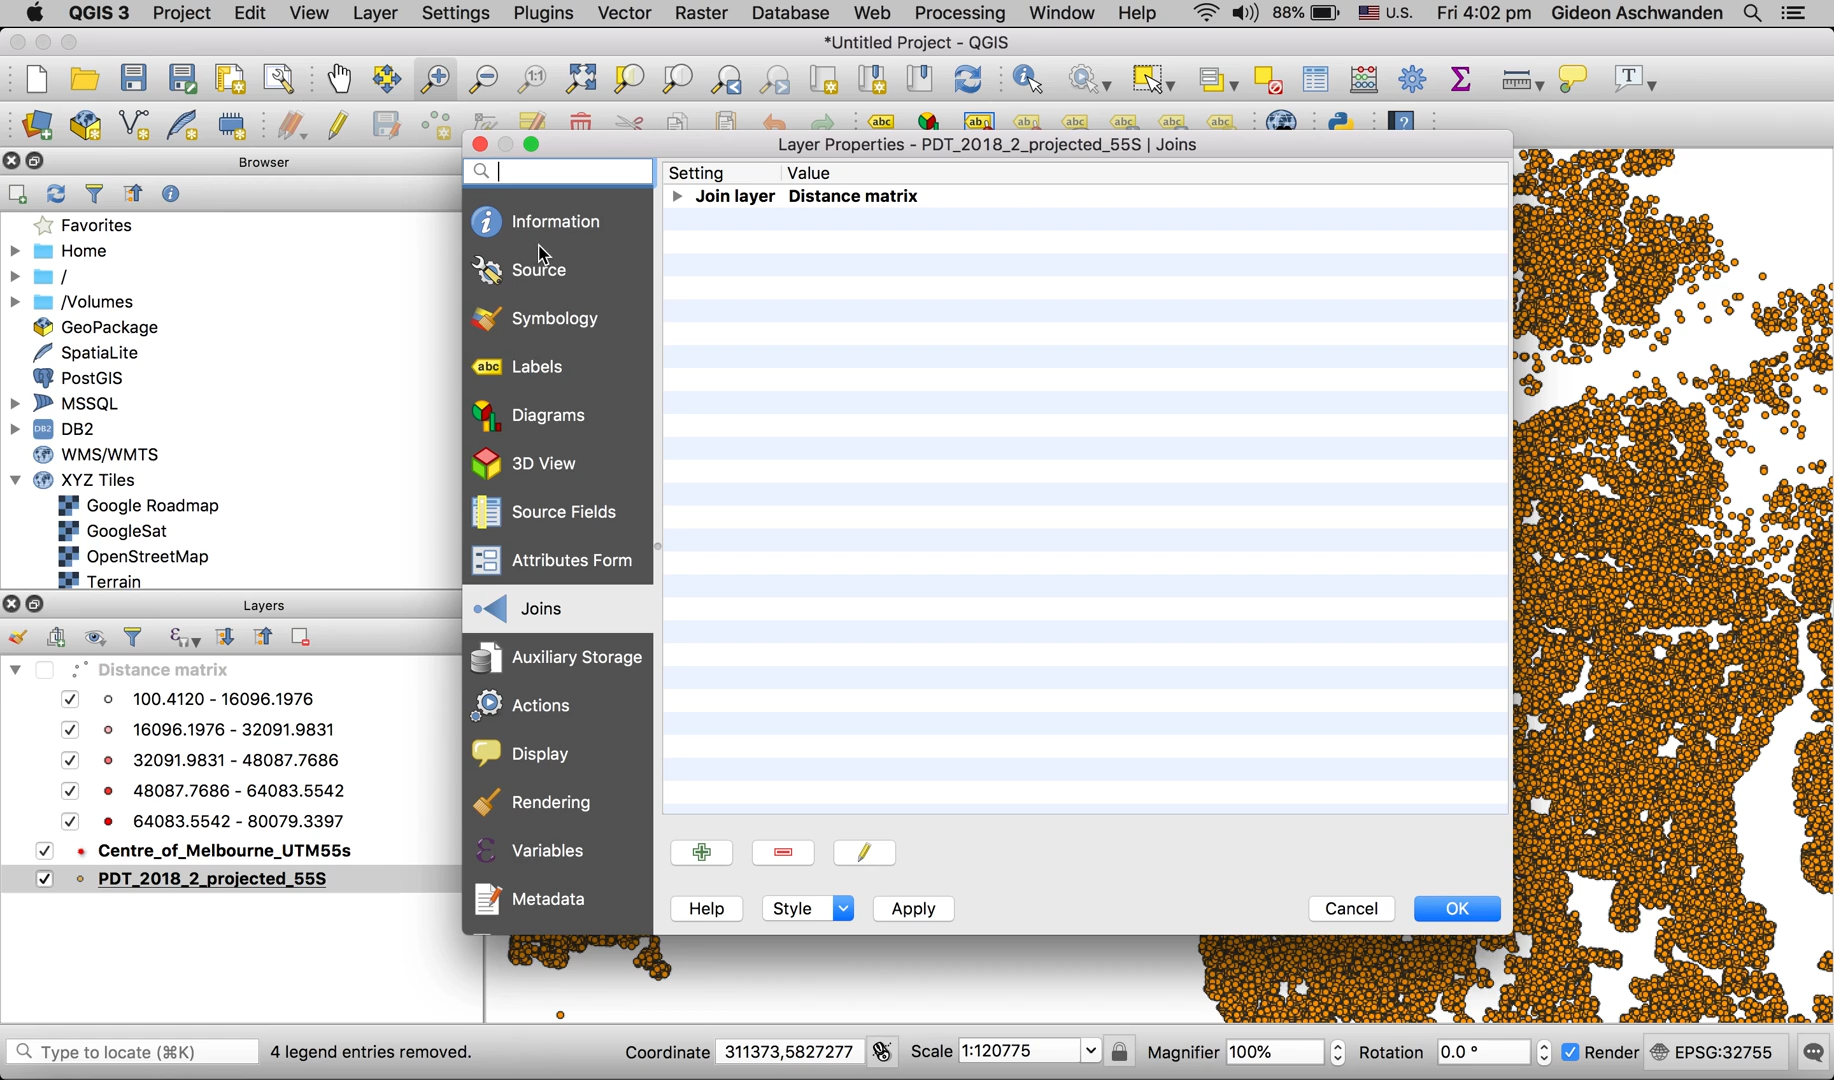 QGIS 3 Project Edit View Layer Settings Plugins Vector Raster Database Web Processing Window Help 88% U.S. Fri 4:02 pm Gideon Aschwanden
*Untitled Project - QGIS
Browser
Favorites
Home
/
/Volumes
GeoPackage
SpatiaLite
PostGIS
MSSQL
DB2
WMS/WMTS
XYZ Tiles
Google Roadmap
GoogleSat
OpenStreetMap
Terrain
Layers
Distance matrix
100.4120 - 16096.1976
16096.1976 - 32091.9831
32091.9831 - 48087.7686
48087.7686 - 64083.5542
64083.5542 - 80079.3397
Centre_of_Melbourne_UTM55s
PDT_2018_2_projected_55S
Layer Properties - PDT_2018_2_projected_55S | Joins
Information
Source
Symbology
abc Labels
Diagrams
3D View
Source Fields
Attributes Form
Joins
Auxiliary Storage
Actions
Display
Rendering
Variables
Metadata
Setting Value
Join layer Distance matrix
Help Style Apply Cancel OK
Type to locate (⌘K) 4 legend entries removed. Coordinate 311373,5827277 Scale 1:120775 Magnifier 100% Rotation 0.0 ° Render EPSG:32755